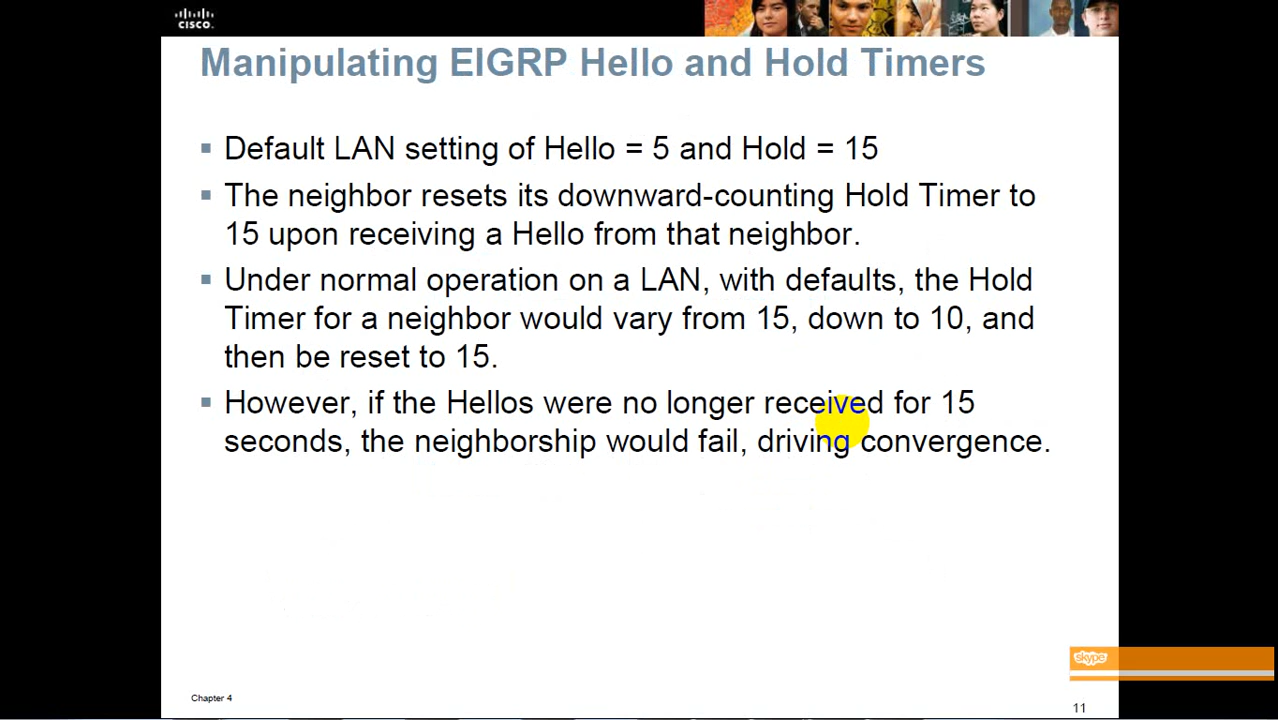 CISCO.
Manipulating EIGRP Hello and Hold Timers
Default LAN setting of Hello = 5 and Hold = 15
The neighbor resets its downward-counting Hold Timer to
15 upon receiving a Hello from that neighbor.
Under normal operation on a LAN, with defaults, the Hold
Timer for a neighbor would vary from 15, down to 10, and
then be reset to 15.
However, if the Hellos were no longer received for 15
seconds, the neighborship would fail, driving convergence.
skype
Chapter 4
11